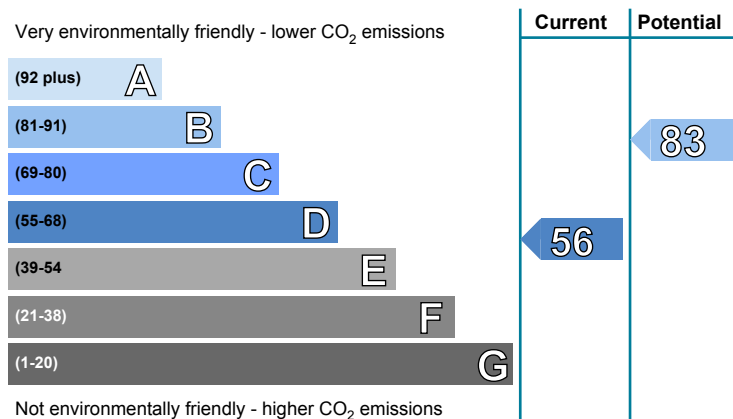 Current Potential
Very environmentally friendly - lower CO2 emissions
(92 plus) A
(81-91) B
83
(69-80) C
(55-68) D
56
(39-54 E
(21-38) F
(1-20) G
Not environmentally friendly - higher CO2 emissions